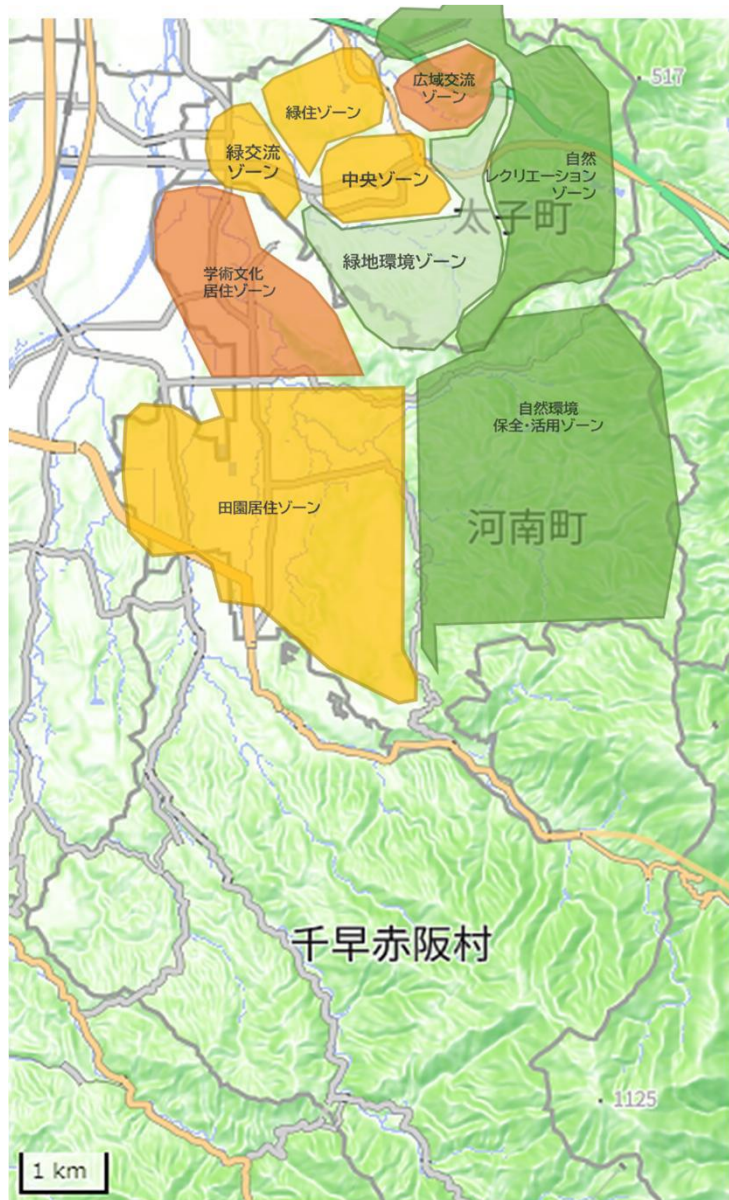 517
広域交流
ゾーン
緑住ゾーン
緑交流
ゾーン
中央ゾーン
自然
レクリエーション
ゾーン
太子町
緑地環境ゾーン
学術文化
居住ゾーン
自然環境
保全・活用ゾーン
田園居住ゾーン
河南町
千早赤阪村
1125
1 km